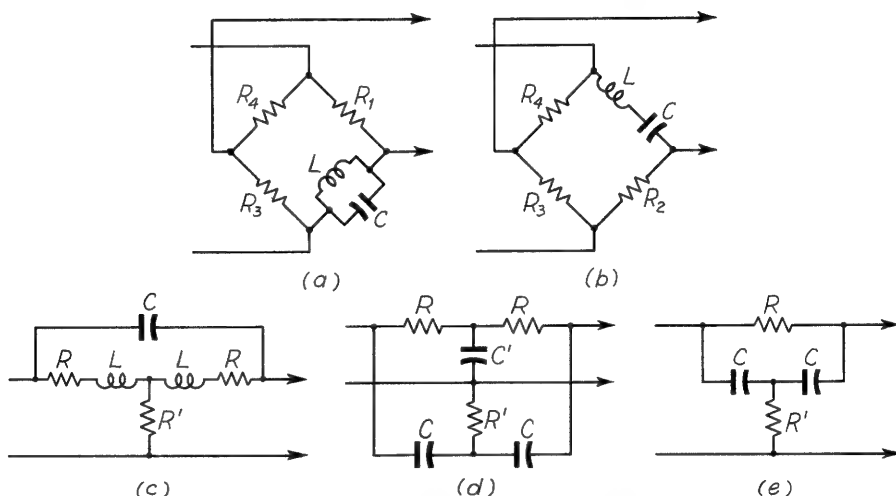 R4 R1
L
R3 C
(a)
L
R4 C
R3 R2
(b)
C
R L L R
R'
(c)
R R
C'
R'
C C
(d)
R
C C
R'
(e)